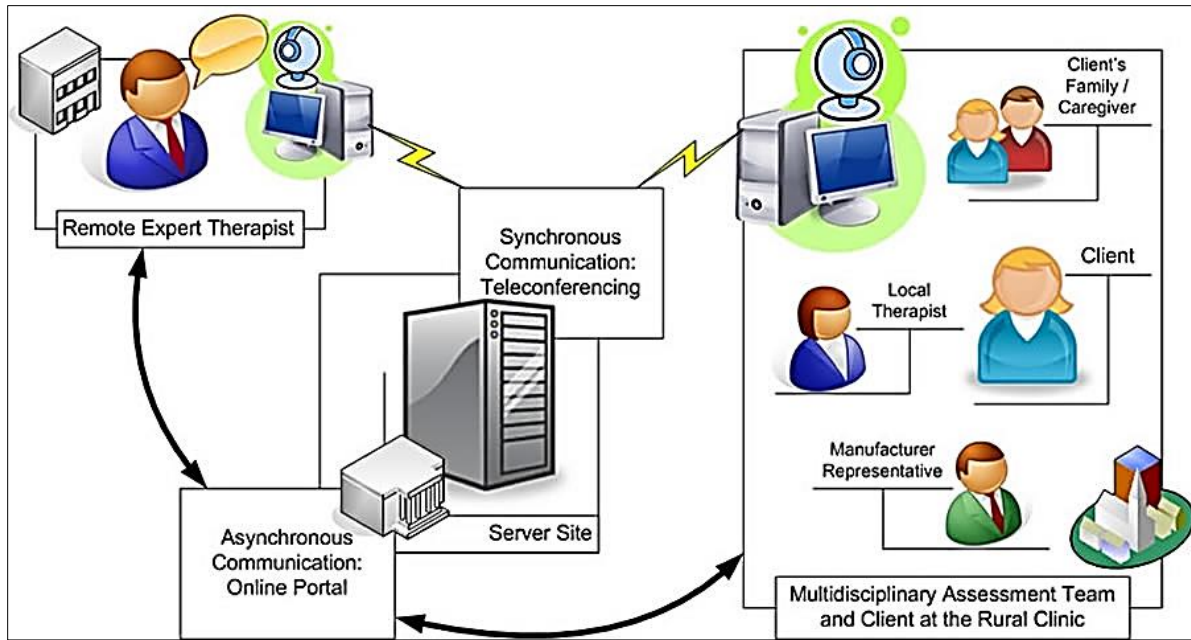 Remote Expert Therapist
Synchronous
Communication:
Teleconferencing
Server Site
Asynchronous
Communication:
Online Portal
Client's
Family /
Caregiver
Client
Local
Therapist
Manufacturer
Representative
Multidisciplinary Assessment Team
and Client at the Rural Clinic